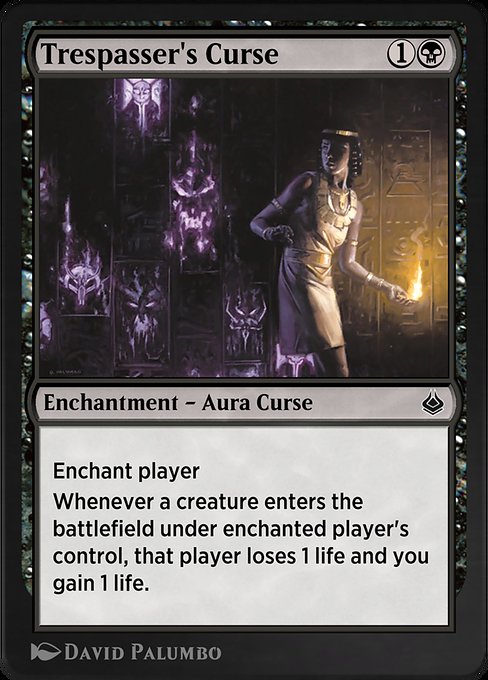 Trespasser's Curse 1
Enchantment – Aura Curse
Enchant player
Whenever a creature enters the
battlefield under enchanted player's
control, that player loses 1 life and you
gain 1 life.
DAVID PALUMBO